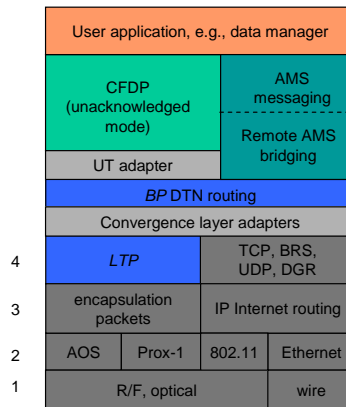 User application, e.g., data manager
CFDP
(unacknowledged
mode)
AMS
messaging
Remote AMS
bridging
UT adapter
BP DTN routing
Convergence layer adapters
4
LTP
TCP, BRS,
UDP, DGR
3
encapsulation
packets
IP Internet routing
2
AOS
Prox-1
802.11
Ethernet
1
R/F, optical
wire